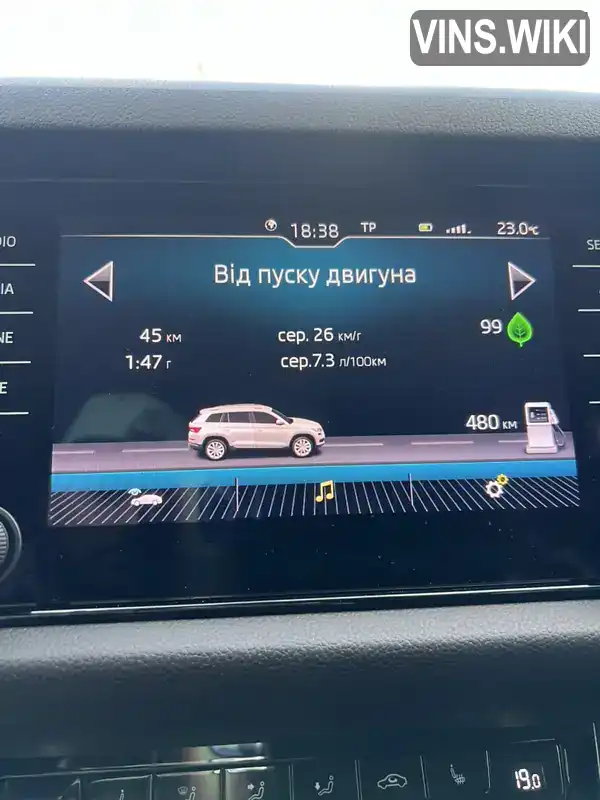 VINS.WIKI
18:38 TP 23.0°C
Від пуску двигуна
45 км сер. 26 км/г 99
1:47 г сер.7.3 л/100км
480 км
19.0